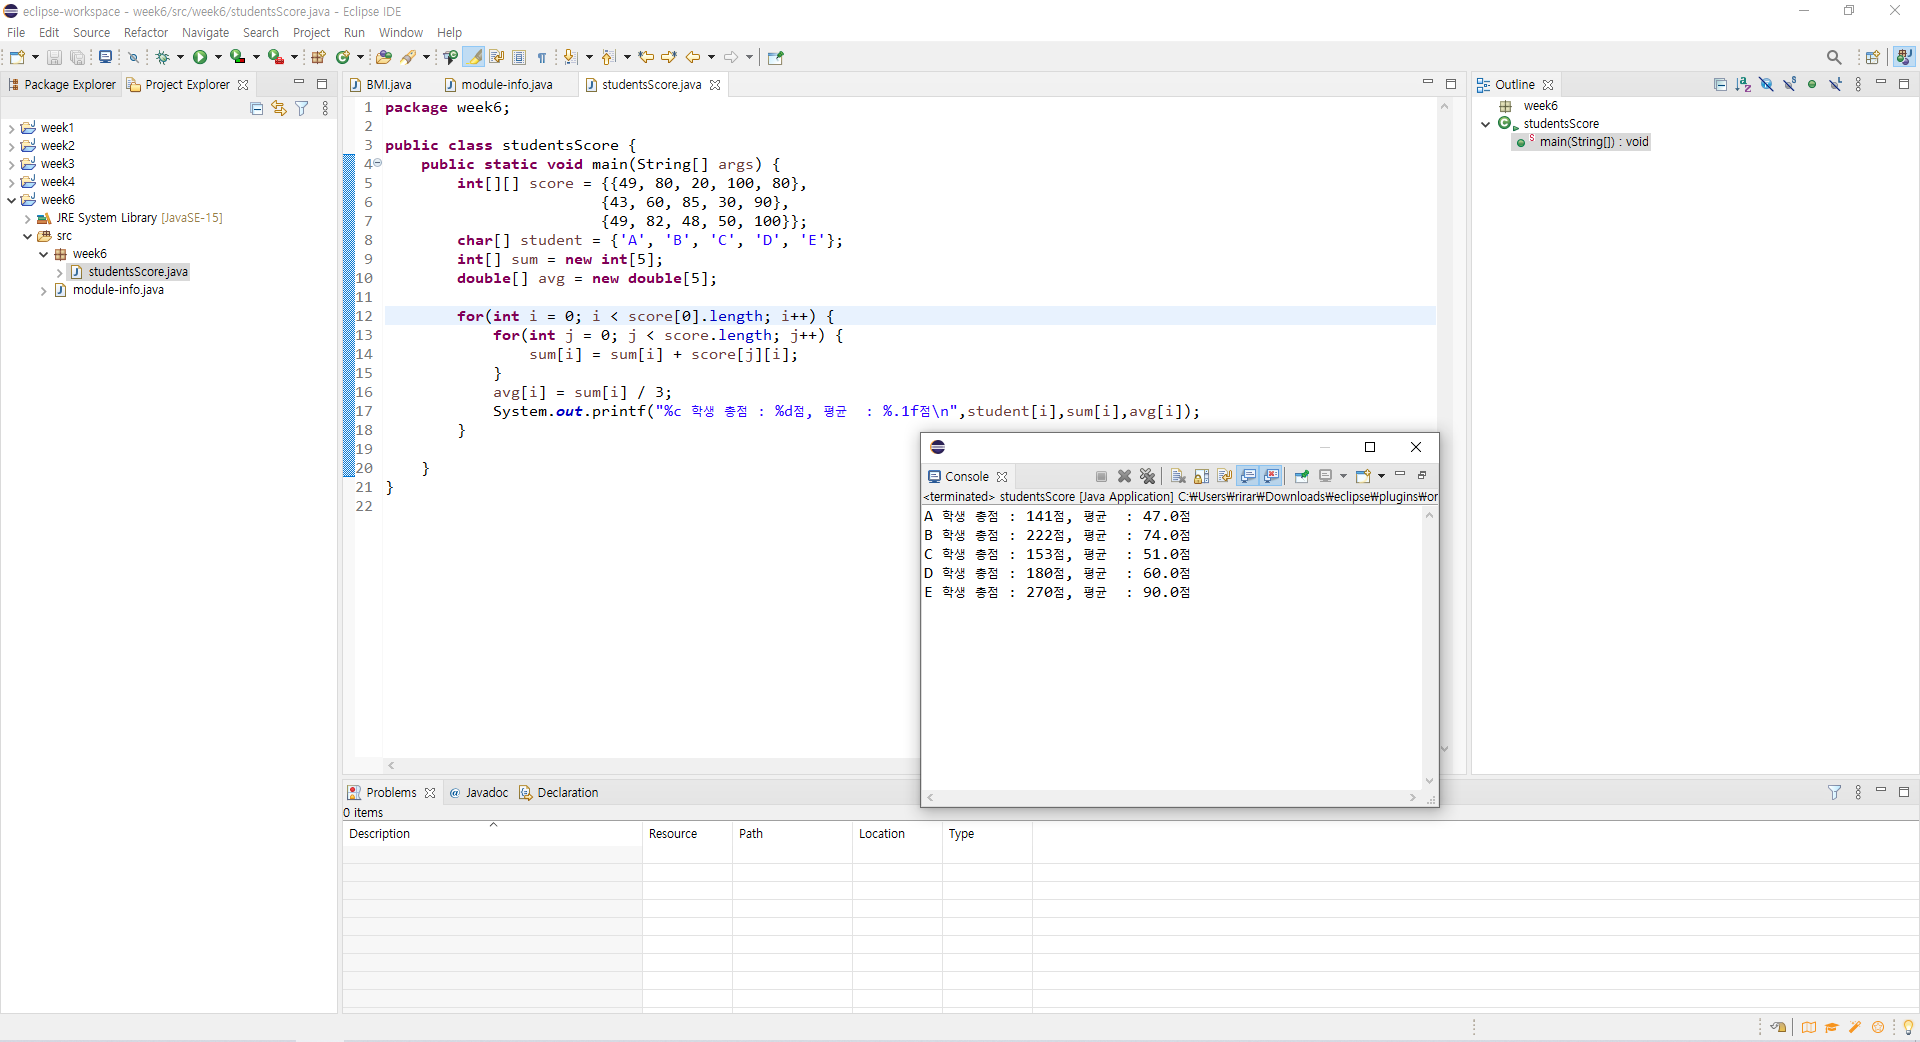 eclipse-workspace - week6/src/week6/studentsScore.java - Eclipse IDE
File Edit Source Refactor Navigate Search Project Run Window Help
Package Explorer Project Explorer
week1
week2
week3
week4
week6
JRE System Library [JavaSE-15]
src
week6
studentsScore.java
module-info.java
BMI.java module-info.java studentsScore.java
1 package week6;
2
3 public class studentsScore {
4 public static void main(String[] args) {
5 int[][] score = {{49, 80, 20, 100, 80},
6 {43, 60, 85, 30, 90},
7 {49, 82, 48, 50, 100}};
8 char[] student = {'A', 'B', 'C', 'D', 'E'};
9 int[] sum = new int[5];
10 double[] avg = new double[5];
11
12 for(int i = 0; i < score[0].length; i++) {
13 for(int j = 0; j < score.length; j++) {
14 sum[i] = sum[i] + score[j][i];
15 }
16 avg[i] = sum[i] / 3;
17 System.out.printf("%c 학생 총점 : %d점, 평균  : %.1f점\n",student[i],sum[i],avg[i]);
18 }
19
20 }
21 }
22
Console
<terminated> studentsScore [Java Application] C:₩Users₩rirar₩Downloads₩eclipse₩plugins₩or
A 학생 총점 : 141점, 평균  : 47.0점
B 학생 총점 : 222점, 평균  : 74.0점
C 학생 총점 : 153점, 평균  : 51.0점
D 학생 총점 : 180점, 평균  : 60.0점
E 학생 총점 : 270점, 평균  : 90.0점
Outline
week6
studentsScore
main(String[]) : void
Problems @ Javadoc Declaration
0 items
Description Resource Path Location Type